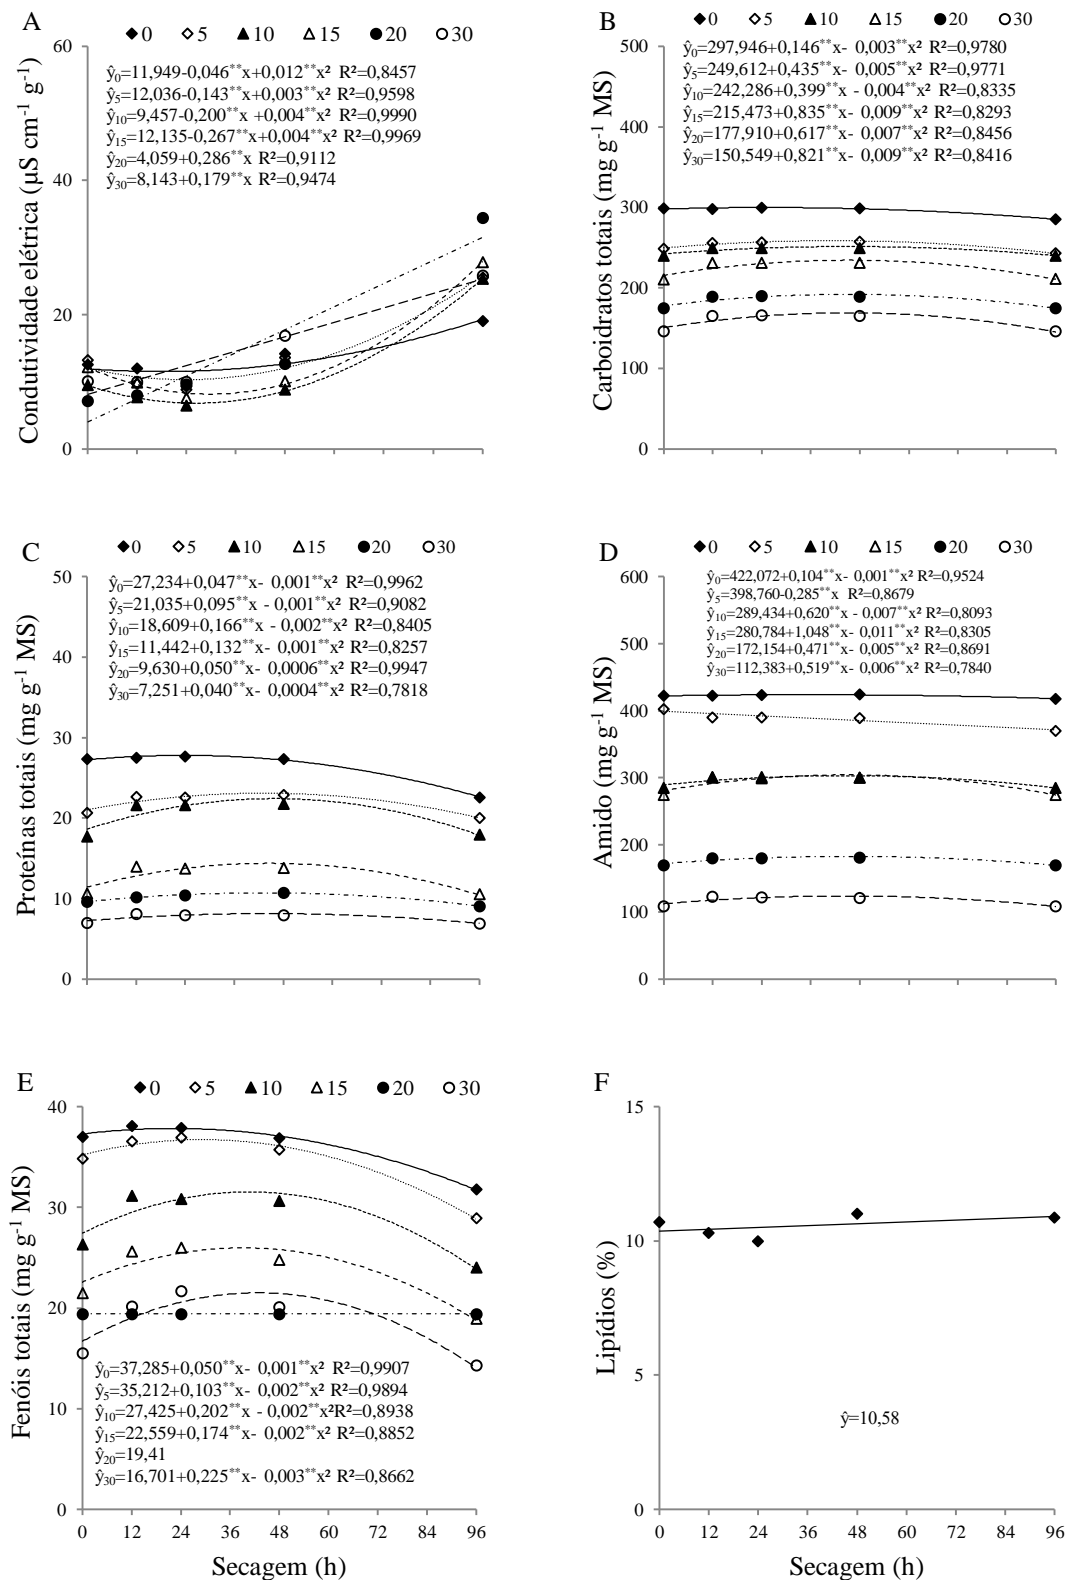 A
◆0 ◇5 ▲10 △15 ●20 ○30
60
40
20
0
Condutividade elétrica (µS cm⁻¹ g⁻¹)
ŷ₀=11,949-0,046**x+0,012**x² R²=0,8457
ŷ₅=12,036-0,143**x+0,003**x² R²=0,9598
ŷ₁₀=9,457-0,200**x +0,004**x² R²=0,9990
ŷ₁₅=12,135-0,267**x+0,004**x² R²=0,9969
ŷ₂₀=4,059+0,286**x R²=0,9112
ŷ₃₀=8,143+0,179**x R²=0,9474
B
◆0 ◇5 ▲10 △15 ●20 ○30
500
400
300
200
100
0
Carboidratos totais (mg g⁻¹ MS)
ŷ₀=297,946+0,146**x- 0,003**x² R²=0,9780
ŷ₅=249,612+0,435**x- 0,005**x² R²=0,9771
ŷ₁₀=242,286+0,399**x - 0,004**x² R²=0,8335
ŷ₁₅=215,473+0,835**x- 0,009**x² R²=0,8293
ŷ₂₀=177,910+0,617**x- 0,007**x² R²=0,8456
ŷ₃₀=150,549+0,821**x- 0,009**x² R²=0,8416
C
◆0 ◇5 ▲10 △15 ●20 ○30
50
40
30
20
10
0
Proteínas totais (mg g⁻¹ MS)
ŷ₀=27,234+0,047**x- 0,001**x² R²=0,9962
ŷ₅=21,035+0,095**x - 0,001**x² R²=0,9082
ŷ₁₀=18,609+0,166**x - 0,002**x² R²=0,8405
ŷ₁₅=11,442+0,132**x- 0,001**x² R²=0,8257
ŷ₂₀=9,630+0,050**x- 0,0006**x² R²=0,9947
ŷ₃₀=7,251+0,040**x- 0,0004**x² R²=0,7818
D
◆0 ◇5 ▲10 △15 ●20 ○30
600
500
400
300
200
100
0
Amido (mg g⁻¹ MS)
ŷ₀=422,072+0,104**x- 0,001**x² R²=0,9524
ŷ₅=398,760-0,285**x R²=0,8679
ŷ₁₀=289,434+0,620**x - 0,007**x² R²=0,8093
ŷ₁₅=280,784+1,048**x- 0,011**x² R²=0,8305
ŷ₂₀=172,154+0,471**x- 0,005**x² R²=0,8691
ŷ₃₀=112,383+0,519**x- 0,006**x² R²=0,7840
E
◆0 ◇5 ▲10 △15 ●20 ○30
40
30
20
10
0
Fenóis totais (mg g⁻¹ MS)
ŷ₀=37,285+0,050**x- 0,001**x² R²=0,9907
ŷ₅=35,212+0,103**x- 0,002**x² R²=0,9894
ŷ₁₀=27,425+0,202**x - 0,002**x²R²=0,8938
ŷ₁₅=22,559+0,174**x- 0,002**x² R²=0,8852
ŷ₂₀=19,41
ŷ₃₀=16,701+0,225**x- 0,003**x² R²=0,8662
0 12 24 36 48 60 72 84 96
Secagem (h)
F
15
10
5
0
Lipídios (%)
ŷ=10,58
0 12 24 36 48 60 72 84 96
Secagem (h)